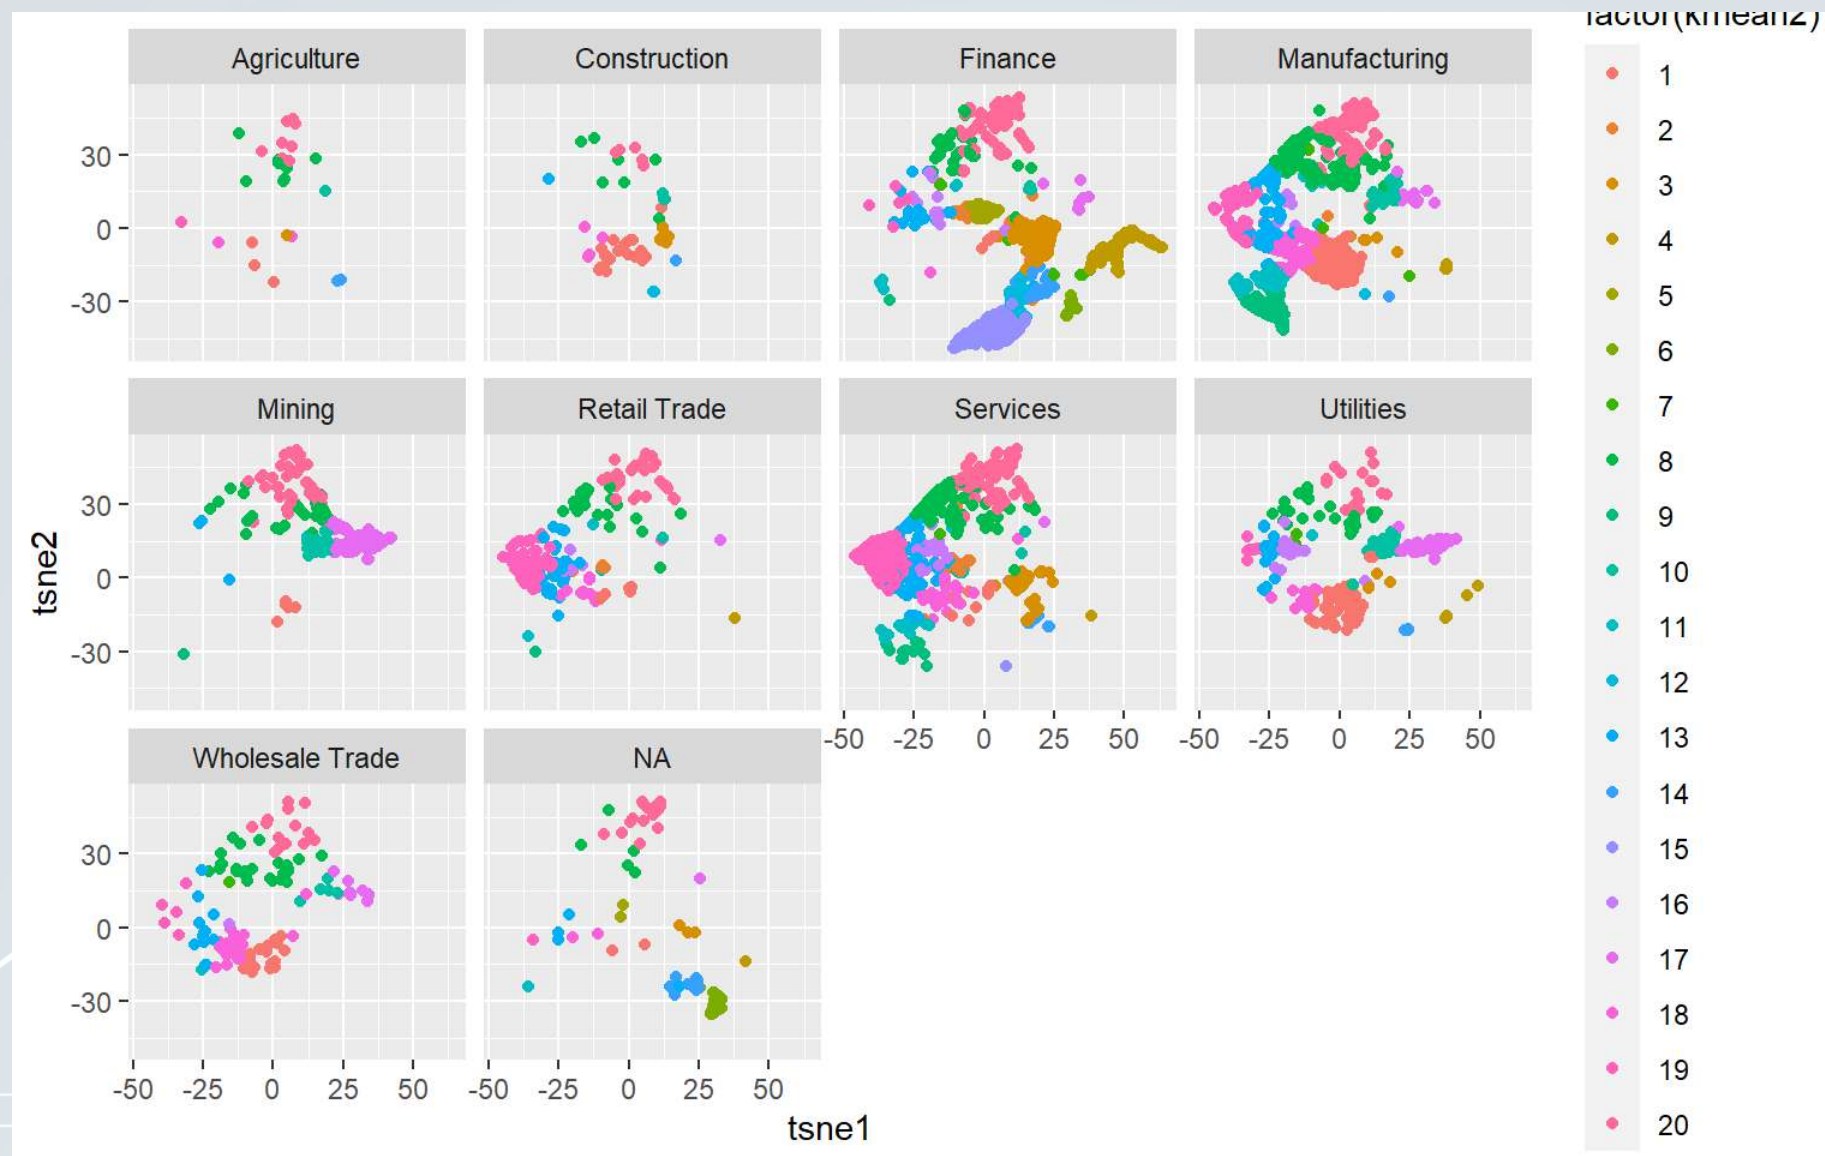 factor(kmean2)
Agriculture
Construction
Finance
Manufacturing
30
0
-30
Mining
Retail Trade
Services
Utilities
30
0
-30
-50 -25 0 25 50
-50 -25 0 25 50
Wholesale Trade
NA
30
0
-30
-50 -25 0 25 50
-50 -25 0 25 50
tsne1
tsne2
1
2
3
4
5
6
7
8
9
10
11
12
13
14
15
16
17
18
19
20